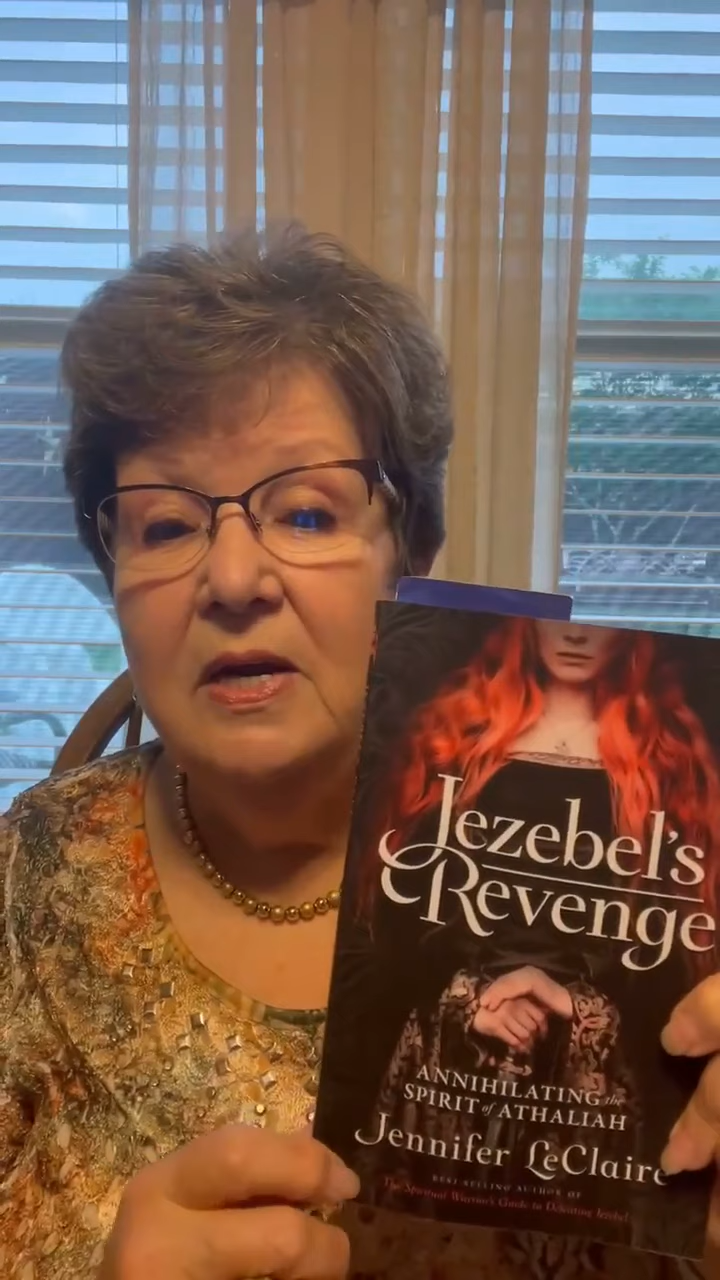 Jezebel's
Revenge
ANNIHILATING the
SPIRIT of ATHALIAH
Jennifer LeClaire
BEST-SELLING AUTHOR OF
The Spiritual Warrior's Guide to Defeating Jezebel